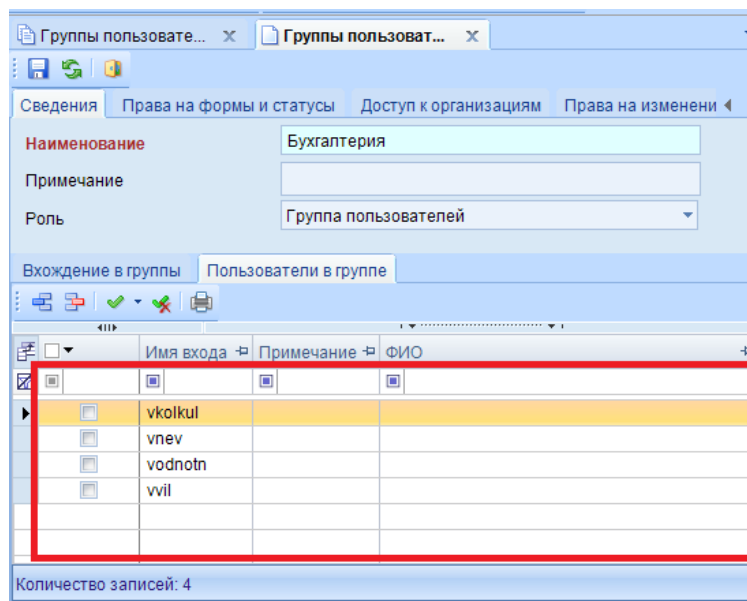 Группы пользовате... x Группы пользоват... x
Сведения Права на формы и статусы Доступ к организациям Права на изменени
Наименование Бухгалтерия
Примечание
Роль Группа пользователей
Вхождение в группы Пользователи в группе
Имя входа Примечание ФИО
vkolkul
vnev
vodnotn
vvil
Количество записей: 4